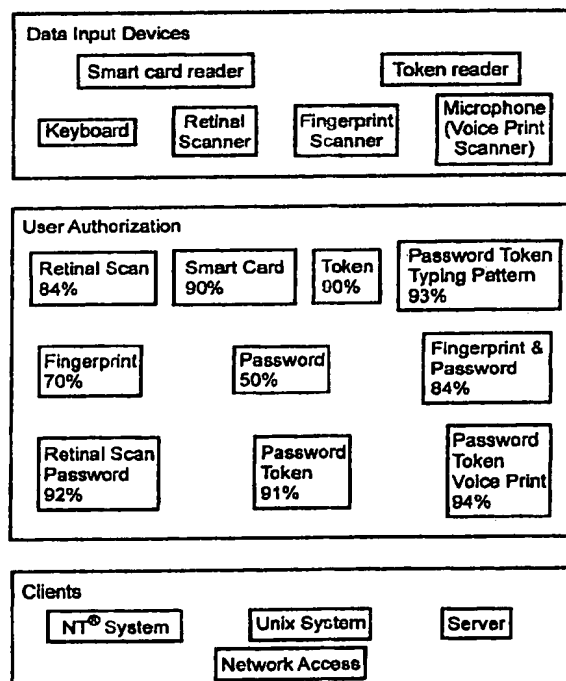 Data Input Devices
Smart card reader
Token reader
Keyboard
Retinal
Scanner
Fingerprint
Scanner
Microphone
(Voice Print
Scanner)
User Authorization
Retinal Scan
84%
Smart Card
90%
Token
90%
Password Token
Typing Pattern
93%
Fingerprint
70%
Password
50%
Fingerprint &
Password
84%
Retinal Scan
Password
92%
Password
Token
91%
Password
Token
Voice Print
94%
Clients
NT® System
Unix System
Server
Network Access